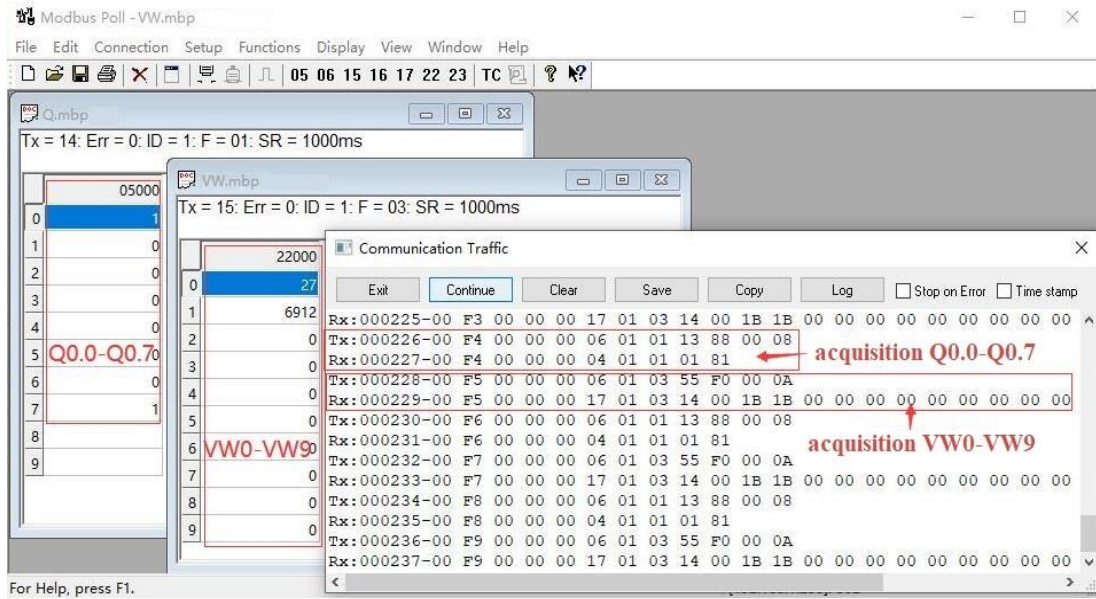 Modbus Poll - VW.mbp
File Edit Connection Setup Functions Display View Window Help
05 06 15 16 17 22 23 TC
Q.mbp
Tx = 14: Err = 0: ID = 1: F = 01: SR = 1000ms
05000
0 1
1 0
2 0
3 0
4 0
5 0
6 0
7 1
8
9
Q0.0-Q0.7
VW.mbp
Tx = 15: Err = 0: ID = 1: F = 03: SR = 1000ms
22000
0 27
1 6912
2 0
3 0
4 0
5 0
6 0
7 0
8 0
9 0
VW0-VW9
Communication Traffic
Exit Continue Clear Save Copy Log Stop on Error Time stamp
Rx:000225-00 F3 00 00 00 17 01 03 14 00 1B 1B 00 00 00 00 00 00 00 00 00
Tx:000226-00 F4 00 00 00 06 01 01 13 88 00 08
Rx:000227-00 F4 00 00 00 04 01 01 01 81
acquisition Q0.0-Q0.7
Tx:000228-00 F5 00 00 00 06 01 03 55 F0 00 0A
Rx:000229-00 F5 00 00 00 17 01 03 14 00 1B 1B 00 00 00 00 00 00 00 00 00
Tx:000230-00 F6 00 00 00 06 01 01 13 88 00 08
Rx:000231-00 F6 00 00 00 04 01 01 01 81
acquisition VW0-VW9
Tx:000232-00 F7 00 00 00 06 01 03 55 F0 00 0A
Rx:000233-00 F7 00 00 00 17 01 03 14 00 1B 1B 00 00 00 00 00 00 00 00 00
Tx:000234-00 F8 00 00 00 06 01 01 13 88 00 08
Rx:000235-00 F8 00 00 00 04 01 01 01 81
Tx:000236-00 F9 00 00 00 06 01 03 55 F0 00 0A
Rx:000237-00 F9 00 00 00 17 01 03 14 00 1B 1B 00 00 00 00 00 00 00 00 00
For Help, press F1.